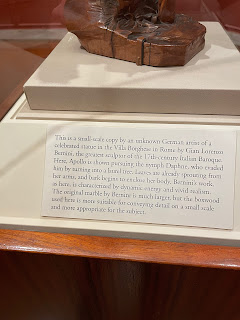 This is a small-scale copy by an unknown German artist of a
celebrated statue in the Villa Borghese in Rome by Gian Lorenzo
Bernini, the greatest sculptor of the 17th-century Italian Baroque.
Here, Apollo is shown pursuing the nymph Daphne, who evaded
him by turning into a laurel tree. Leaves are already sprouting from
her arms, and bark begins to enclose her body. Bernini's work,
as here, is characterized by dynamic energy and vivid realism.
The original marble by Bernini is much larger, but the boxwood
used here is more suitable for conveying detail on a small scale
and more appropriate for the subject.